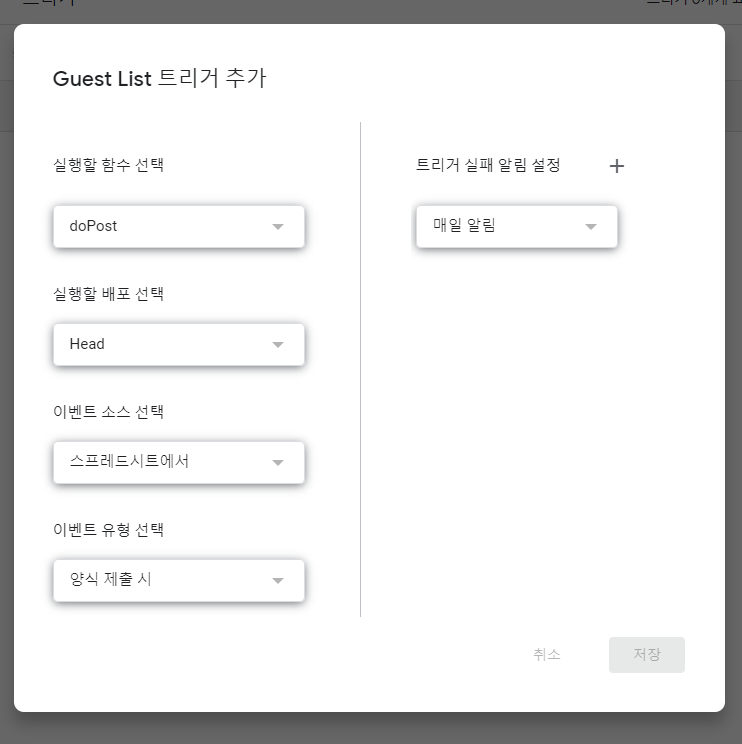 Guest List 트리거 추가
실행할 함수 선택
doPost
실행할 배포 선택
Head
이벤트 소스 선택
스프레드시트에서
이벤트 유형 선택
양식 제출 시
트리거 실패 알림 설정
매일 알림
취소
저장